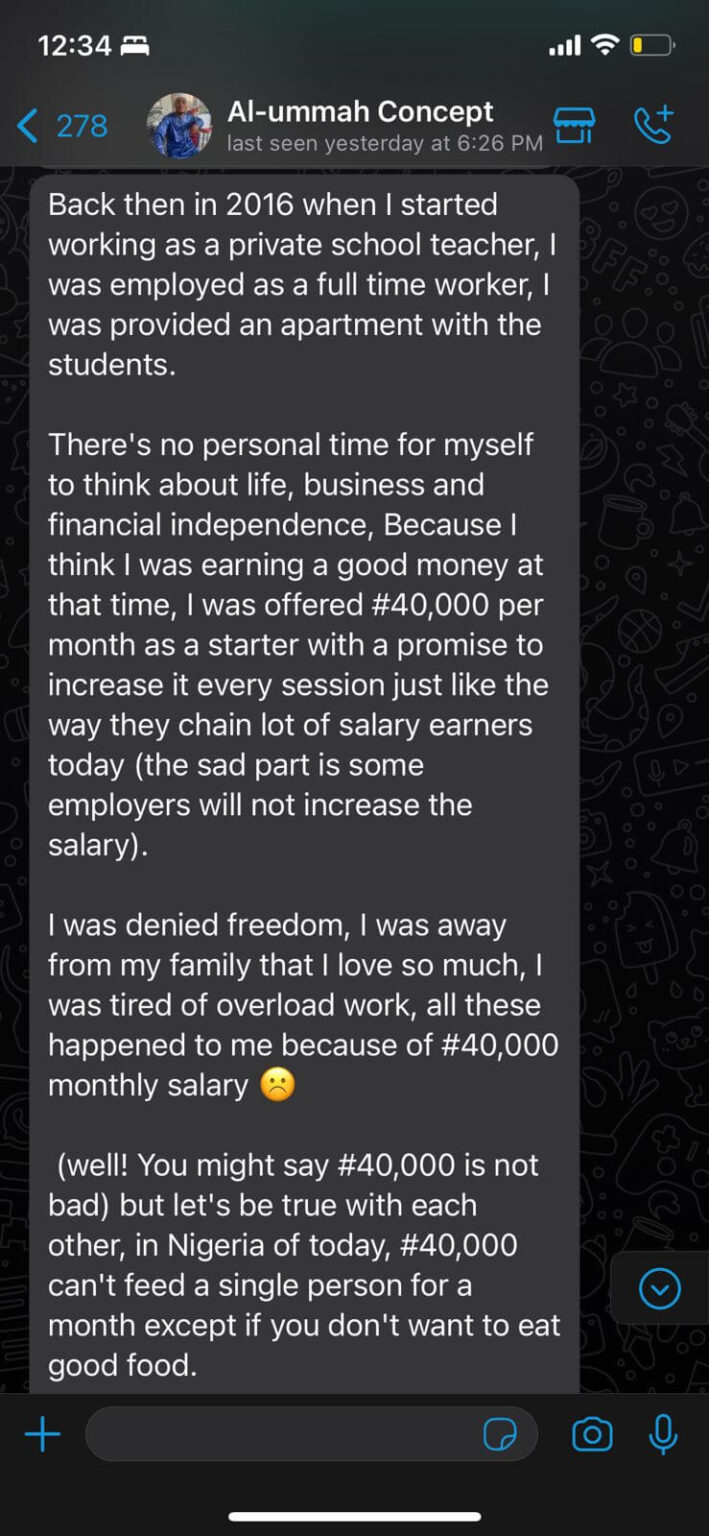 12:34
278
Al-ummah Concept
last seen yesterday at 6:26 PM
Back then in 2016 when I started
working as a private school teacher, I
was employed as a full time worker, I
was provided an apartment with the
students.
There's no personal time for myself
to think about life, business and
financial independence, Because I
think I was earning a good money at
that time, I was offered #40,000 per
month as a starter with a promise to
increase it every session just like the
way they chain lot of salary earners
today (the sad part is some
employers will not increase the
salary).
I was denied freedom, I was away
from my family that I love so much, I
was tired of overload work, all these
happened to me because of #40,000
monthly salary ☹️
(well! You might say #40,000 is not
bad) but let's be true with each
other, in Nigeria of today, #40,000
can't feed a single person for a
month except if you don't want to eat
good food.